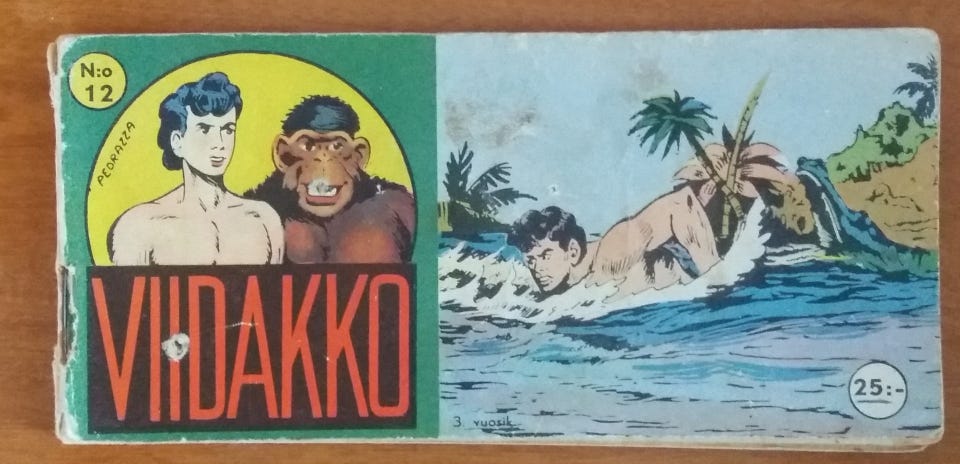 N:o
12
PEDRAZZA
VIIDAKKO
3. vuosik.
25:-